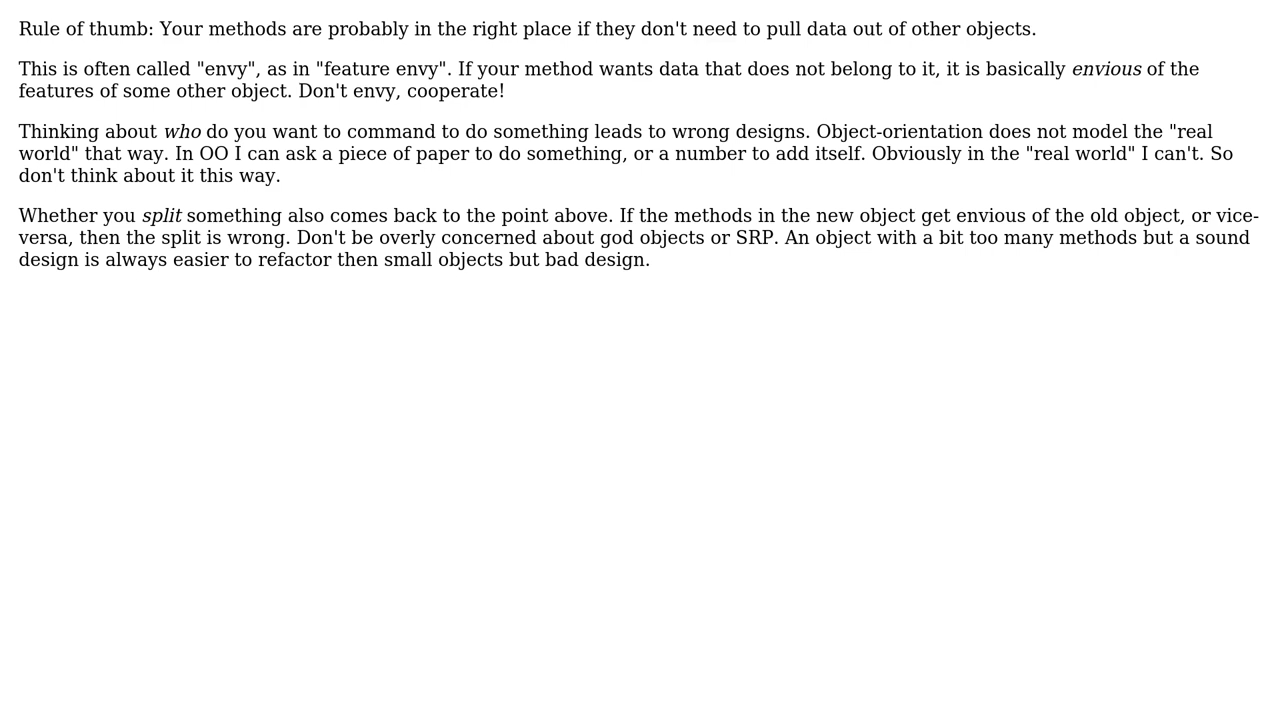 Rule of thumb: Your methods are probably in the right place if they don't need to pull data out of other objects.
This is often called "envy", as in "feature envy". If your method wants data that does not belong to it, it is basically envious of the
features of some other object. Don't envy, cooperate!
Thinking about who do you want to command to do something leads to wrong designs. Object-orientation does not model the "real
world" that way. In OO I can ask a piece of paper to do something, or a number to add itself. Obviously in the "real world" I can't. So
don't think about it this way.
Whether you split something also comes back to the point above. If the methods in the new object get envious of the old object, or vice-
versa, then the split is wrong. Don't be overly concerned about god objects or SRP. An object with a bit too many methods but a sound
design is always easier to refactor then small objects but bad design.